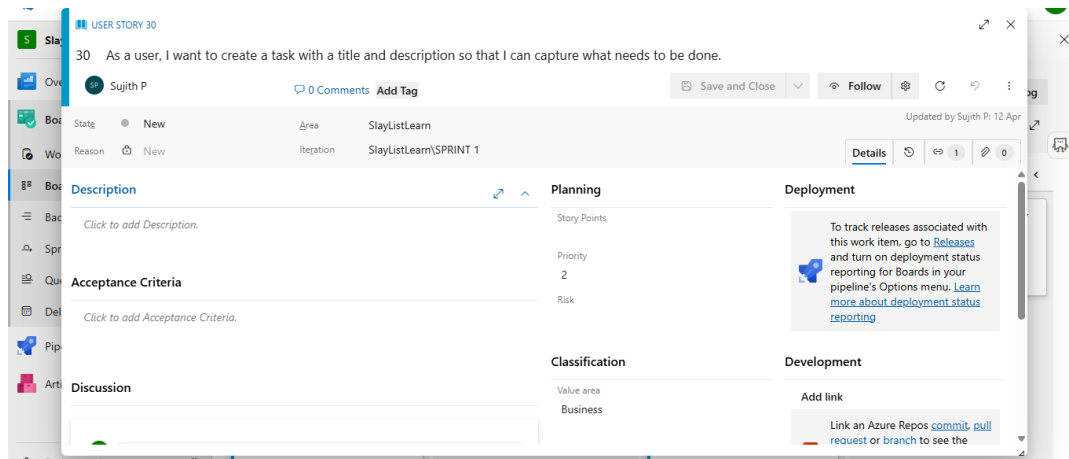 USER STORY 30
30 As a user, I want to create a task with a title and description so that I can capture what needs to be done.
SP Sujith P
0 Comments Add Tag
Save and Close
Follow
State New
Area SlayListLearn
Updated by Sujith P: 12 Apr
Reason New
Iteration SlayListLearn\SPRINT 1
Details
1
0
Description
Click to add Description.
Acceptance Criteria
Click to add Acceptance Criteria.
Discussion
Planning
Story Points
Priority
2
Risk
Classification
Value area
Business
Deployment
To track releases associated with
this work item, go to Releases
and turn on deployment status
reporting for Boards in your
pipeline's Options menu. Learn
more about deployment status
reporting
Development
Add link
Link an Azure Repos commit, pull
request or branch to see the
S Sla
Ove
Boa
Wo
Boa
Bac
Spr
Que
Del
Pip
Arti
og